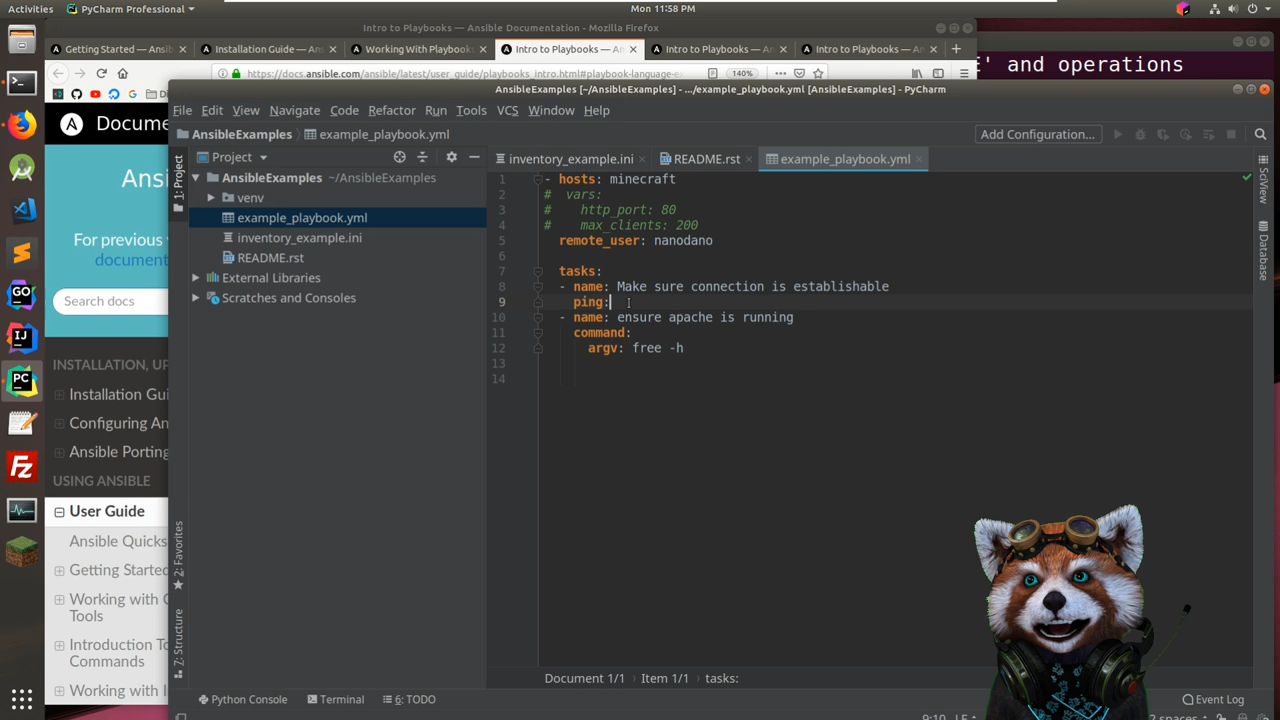 Activities
PyCharm Professional
Mon 11:58 PM
Intro to Playbooks — Ansible Documentation - Mozilla Firefox
Getting Started — Ansib
Installation Guide — An
Working With Playbook
Intro to Playbooks — An
Intro to Playbooks — An
Intro to Playbooks — An
E' and operations
https://docs.ansible.com/ansible/latest/user_guide/playbooks_intro.html#playbook-language-e
140%
AnsibleExamples [~/AnsibleExamples] - .../example_playbook.yml [AnsibleExamples] - PyCharm
File Edit View Navigate Code Refactor Run Tools VCS Window Help
AnsibleExamples
example_playbook.yml
Add Configuration...
Docume
Ansi
For previous v
document
Search docs
INSTALLATION, UP
Installation Gui
Configuring An
Ansible Porting
USING ANSIBLE
User Guide
Ansible Quicks
Getting Started
Working with C
Tools
Introduction To
Commands
Working with I
1: Project
2: Favorites
7: Structure
Project
AnsibleExamples ~/AnsibleExamples
venv
example_playbook.yml
inventory_example.ini
README.rst
External Libraries
Scratches and Consoles
inventory_example.ini
README.rst
example_playbook.yml
1 - hosts: minecraft
2 # vars:
3 # http_port: 80
4 # max_clients: 200
5 remote_user: nanodano
6
7 tasks:
8 - name: Make sure connection is establishable
9 ping:
10 - name: ensure apache is running
11 command:
12 argv: free -h
13
14
SciView
Database
Document 1/1 Item 1/1 tasks:
Python Console
Terminal
6: TODO
Event Log
9:10 LF
2 spaces